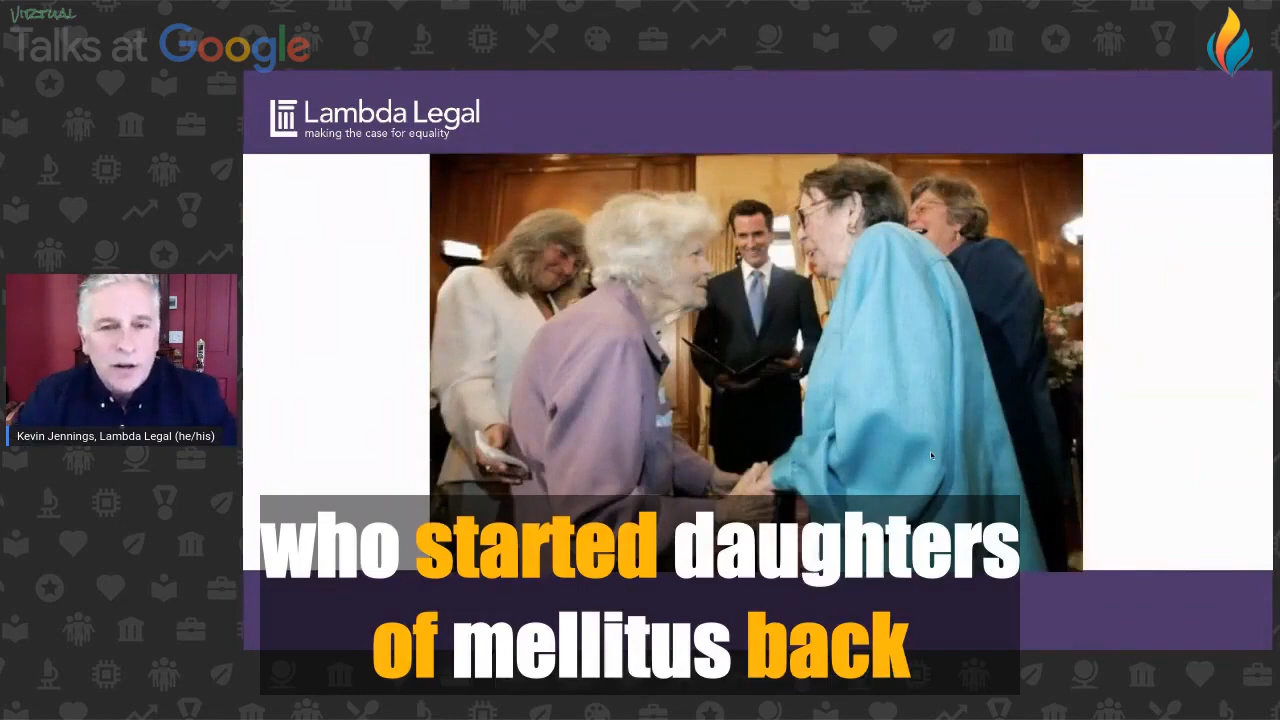 VIRTUAL
Talks at Google
Lambda Legal
making the case for equality
Kevin Jennings, Lambda Legal (he/his)
who started daughters
of mellitus back